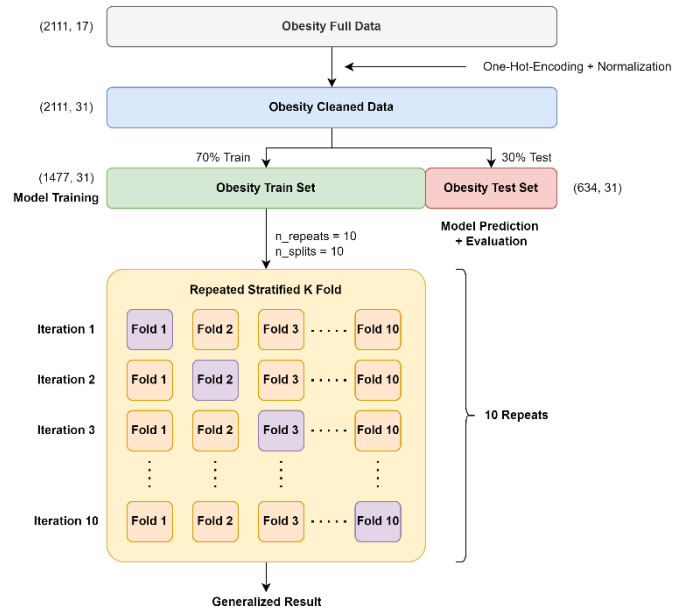 (2111, 17)
Obesity Full Data
One-Hot-Encoding + Normalization
(2111, 31)
Obesity Cleaned Data
70% Train
30% Test
(1477, 31)
Model Training
Obesity Train Set
Obesity Test Set
(634, 31)
Model Prediction
+ Evaluation
n_repeats = 10
n_splits = 10
Repeated Stratified K Fold
Iteration 1
Fold 1
Fold 2
Fold 3
Fold 10
Iteration 2
Fold 1
Fold 2
Fold 3
Fold 10
Iteration 3
Fold 1
Fold 2
Fold 3
Fold 10
10 Repeats
Iteration 10
Fold 1
Fold 2
Fold 3
Fold 10
Generalized Result